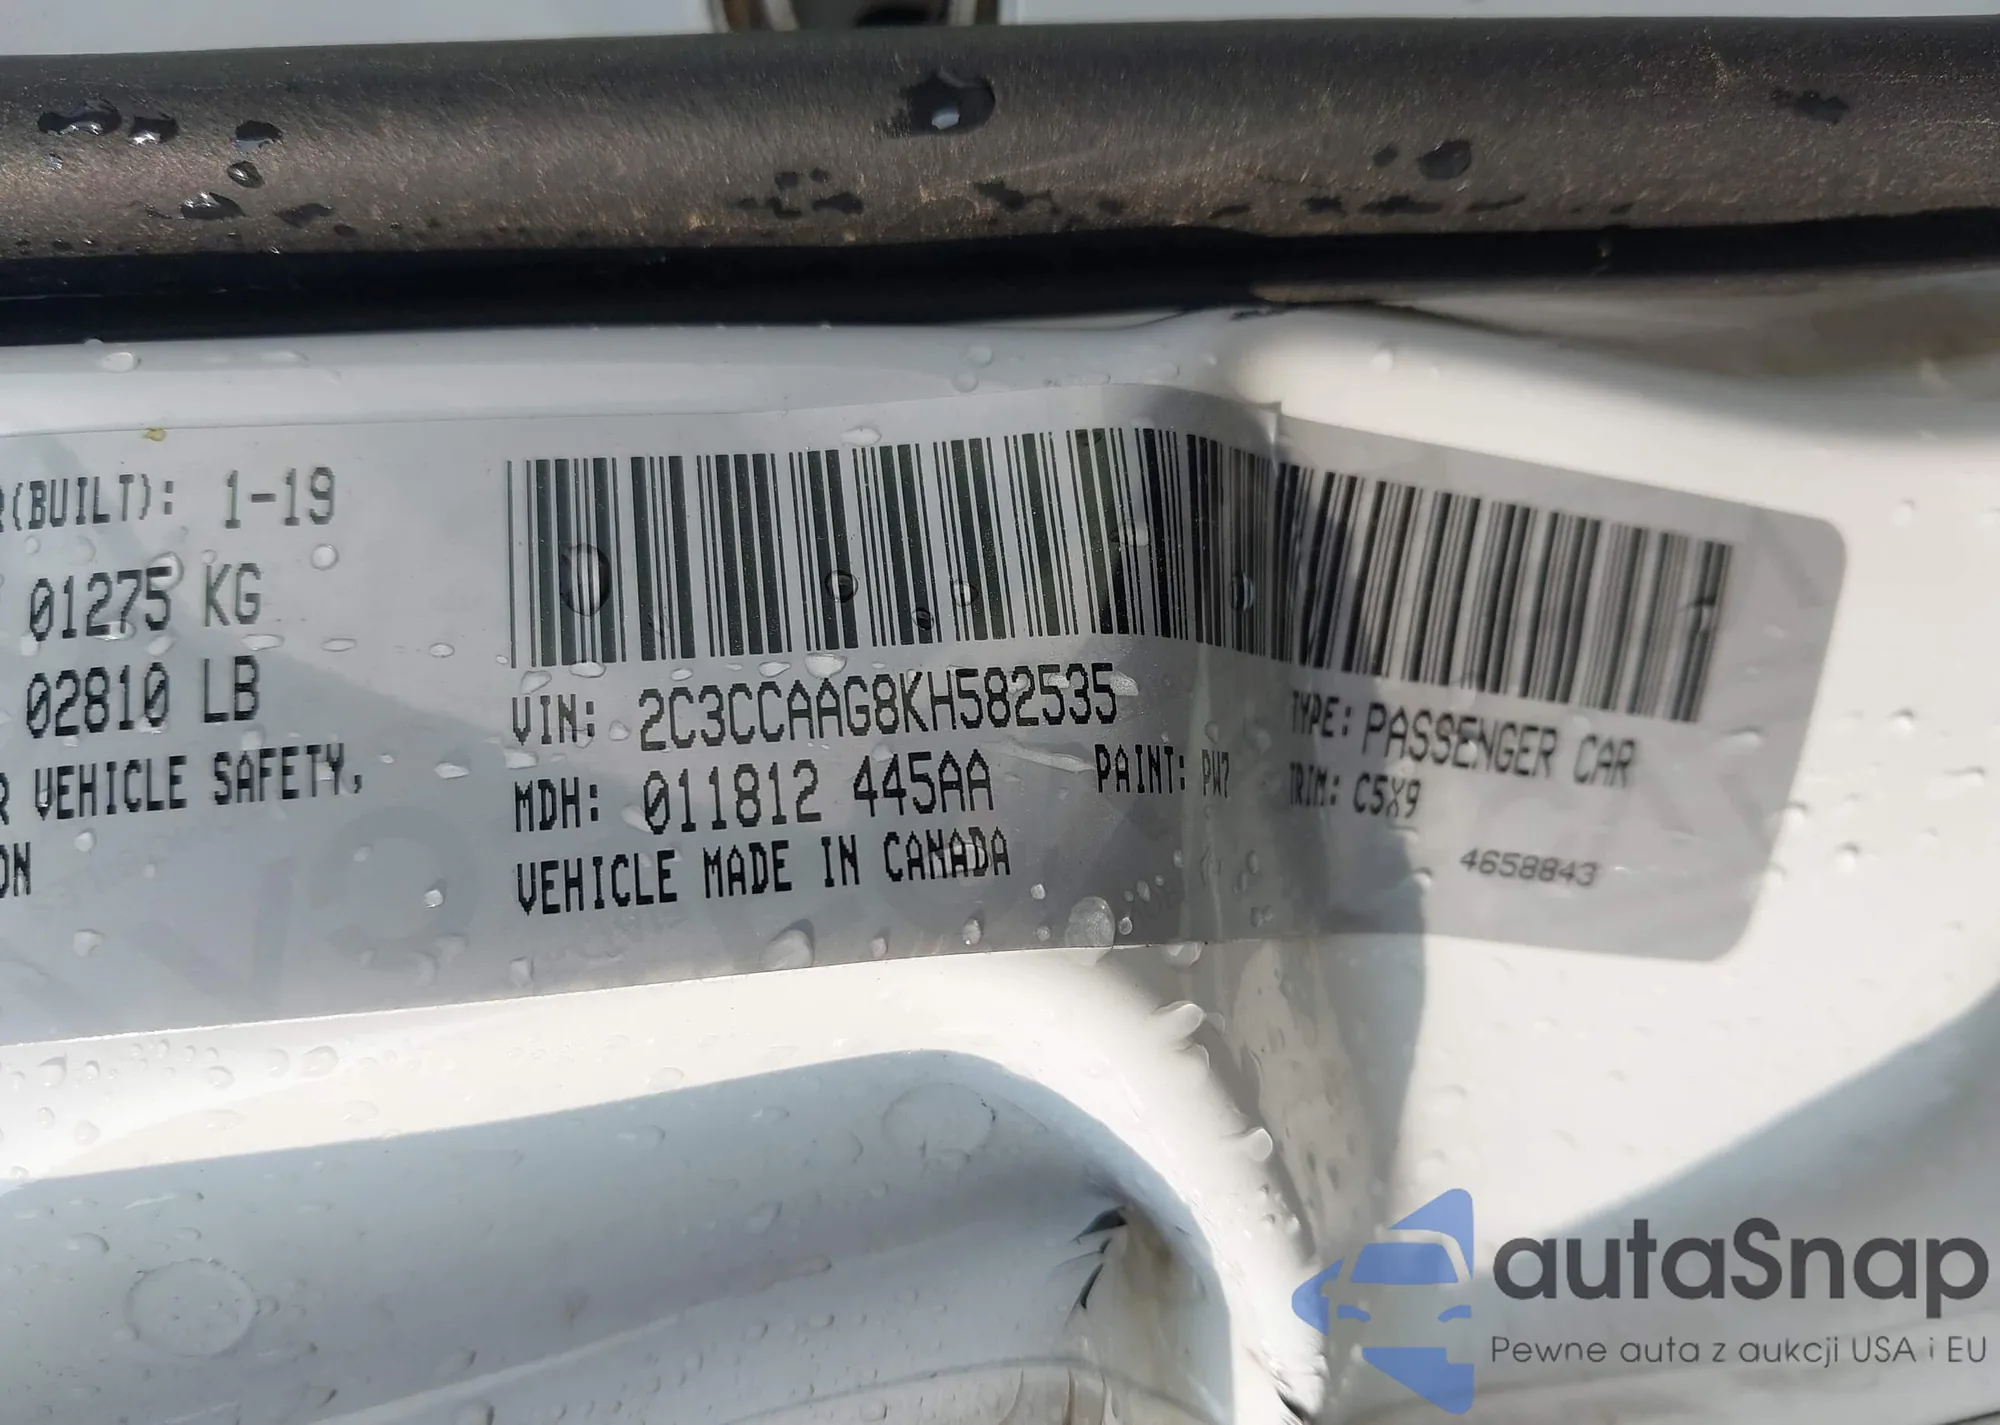 R(BUILT): 1-19
01275 KG
02810 LB
R VEHICLE SAFETY,
ON
VIN: 2C3CCAAG8KH582535
TYPE: PASSENGER CAR
MDH: 011812 445AA
PAINT: PW7
TRIM: C5X9
VEHICLE MADE IN CANADA
4658843
autaSnap
Pewne auta z aukcji USA i EU